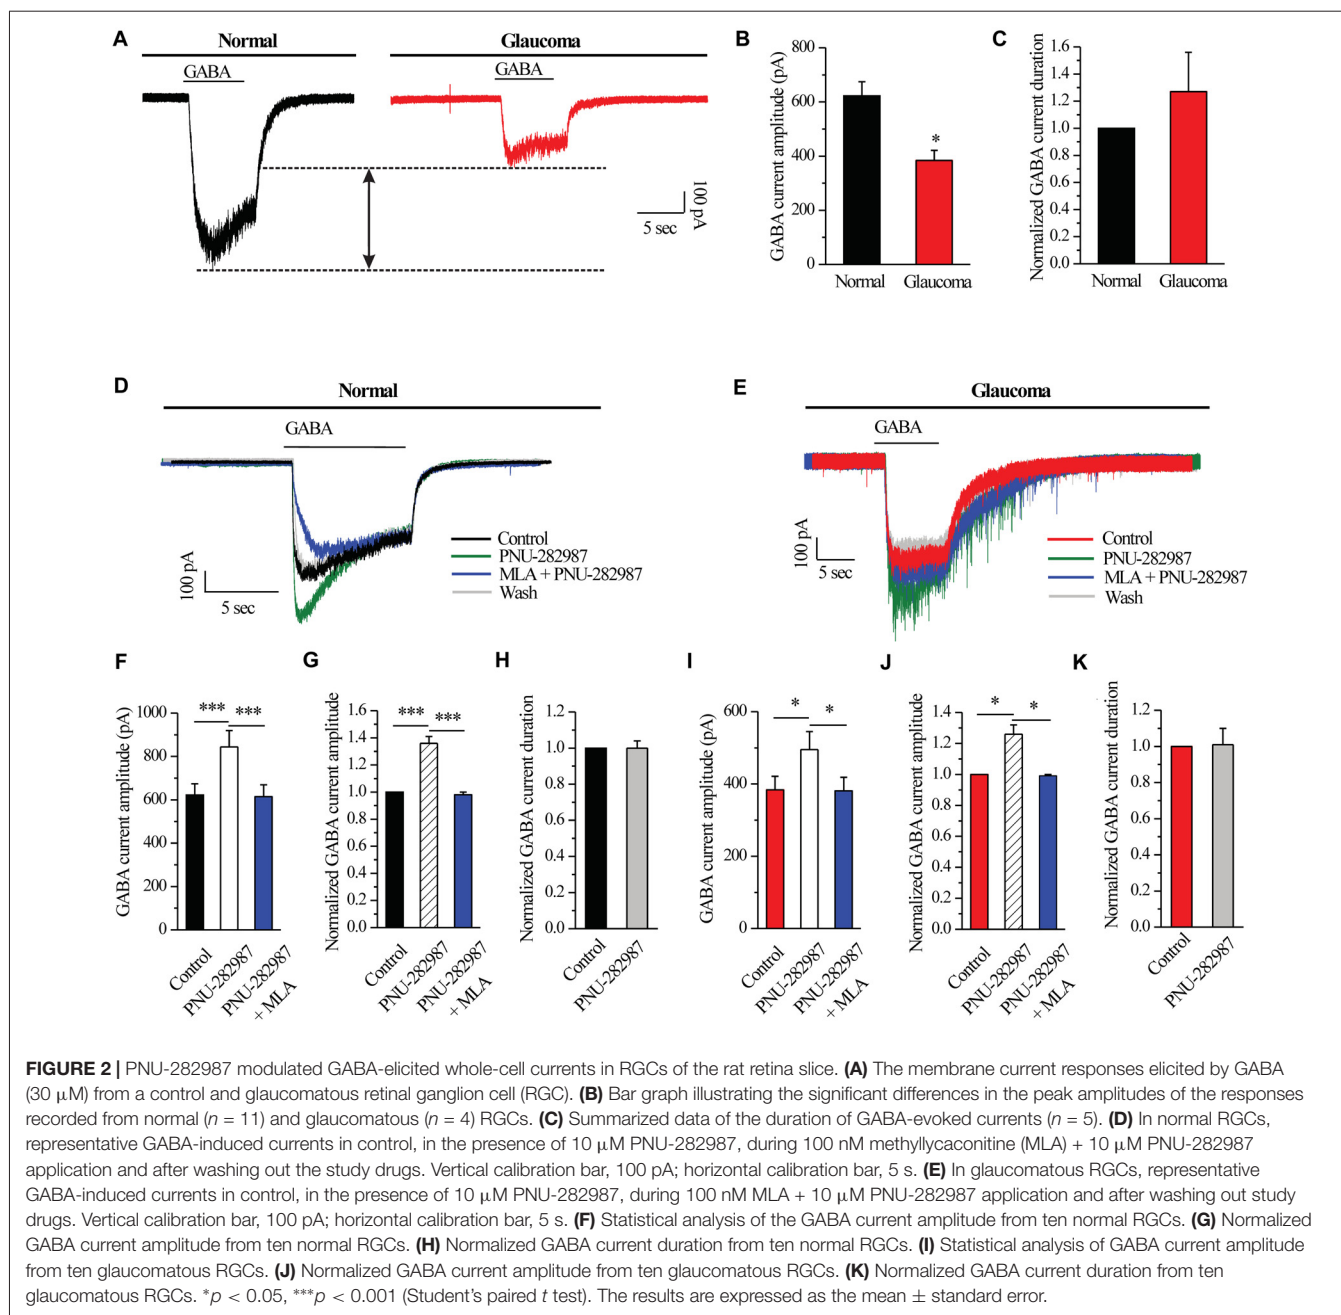 A
Normal
Glaucoma
GABA
GABA
5 sec
100 pA
B
GABA current amplitude (pA)
800
600
400
200
0
*
Normal
Glaucoma
C
Normalized GABA current duration
1.6
1.4
1.2
1.0
0.8
0.6
0.4
0.2
0.0
Normal
Glaucoma
D
Normal
GABA
100 pA
5 sec
Control
PNU-282987
MLA + PNU-282987
Wash
E
Glaucoma
GABA
100 pA
5 sec
Control
PNU-282987
MLA + PNU-282987
Wash
F
GABA current amplitude (pA)
1000
800
600
400
200
0
***
***
Control
PNU-282987
PNU-282987
+ MLA
G
Normalized GABA current amplitude
1.6
1.4
1.2
1.0
0.8
0.6
0.4
0.2
0.0
***
***
Control
PNU-282987
PNU-282987
+ MLA
H
Normalized GABA current duration
1.2
1.0
0.8
0.6
0.4
0.2
0.0
Control
PNU-282987
I
GABA current amplitude (pA)
600
400
200
0
*
*
Control
PNU-282987
PNU-282987
+ MLA
J
Normalized GABA current amplitude
1.4
1.2
1.0
0.8
0.6
0.4
0.2
0.0
*
*
Control
PNU-282987
PNU-282987
+ MLA
K
Normalized GABA current duration
1.2
1.0
0.8
0.6
0.4
0.2
0.0
Control
PNU-282987
FIGURE 2 | PNU-282987 modulated GABA-elicited whole-cell currents in RGCs of the rat retina slice. (A) The membrane current responses elicited by GABA
(30 μM) from a control and glaucomatous retinal ganglion cell (RGC). (B) Bar graph illustrating the significant differences in the peak amplitudes of the responses
recorded from normal (n = 11) and glaucomatous (n = 4) RGCs. (C) Summarized data of the duration of GABA-evoked currents (n = 5). (D) In normal RGCs,
representative GABA-induced currents in control, in the presence of 10 μM PNU-282987, during 100 nM methyllycaconitine (MLA) + 10 μM PNU-282987
application and after washing out the study drugs. Vertical calibration bar, 100 pA; horizontal calibration bar, 5 s. (E) In glaucomatous RGCs, representative
GABA-induced currents in control, in the presence of 10 μM PNU-282987, during 100 nM MLA + 10 μM PNU-282987 application and after washing out study
drugs. Vertical calibration bar, 100 pA; horizontal calibration bar, 5 s. (F) Statistical analysis of the GABA current amplitude from ten normal RGCs. (G) Normalized
GABA current amplitude from ten normal RGCs. (H) Normalized GABA current duration from ten normal RGCs. (I) Statistical analysis of GABA current amplitude
from ten glaucomatous RGCs. (J) Normalized GABA current amplitude from ten glaucomatous RGCs. (K) Normalized GABA current duration from ten
glaucomatous RGCs. *p < 0.05, ***p < 0.001 (Student's paired t test). The results are expressed as the mean ± standard error.